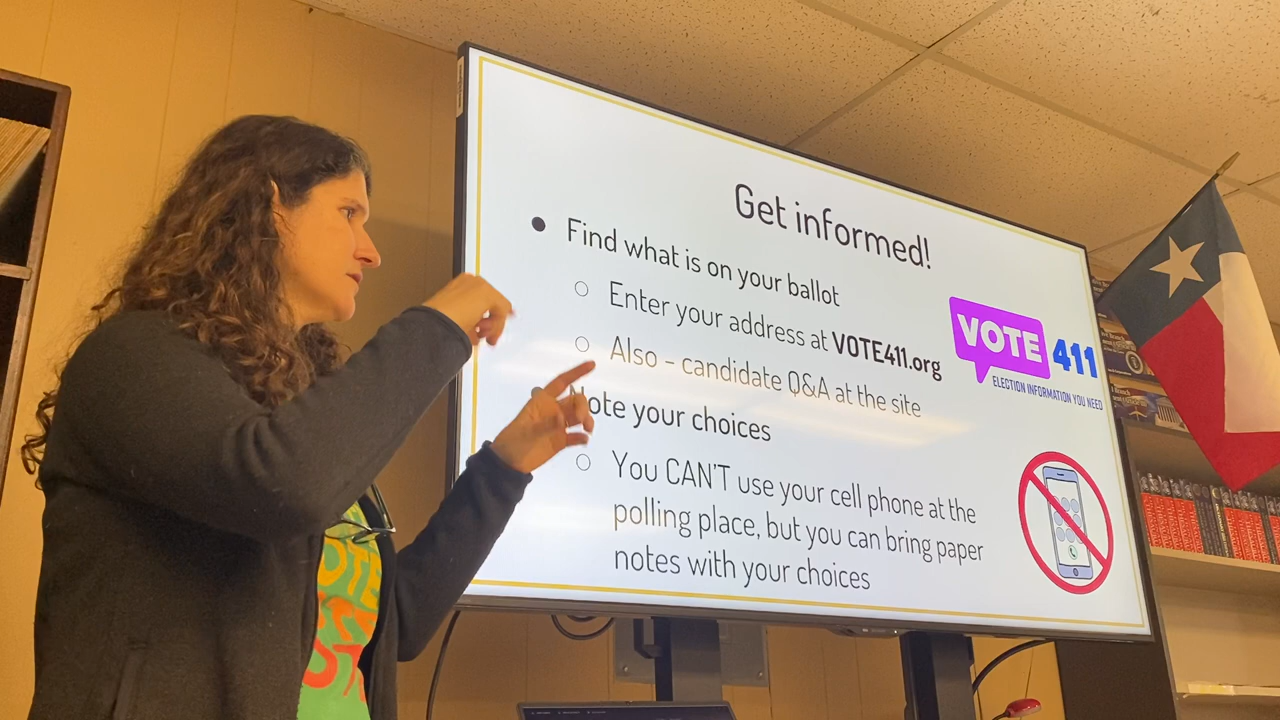 Get informed!
Find what is on your ballot
Enter your address at VOTE411.org
Also - candidate Q&A at the site
Note your choices
You CAN'T use your cell phone at the
polling place, but you can bring paper
notes with your choices
VOTE 411
ELECTION INFORMATION YOU NEED